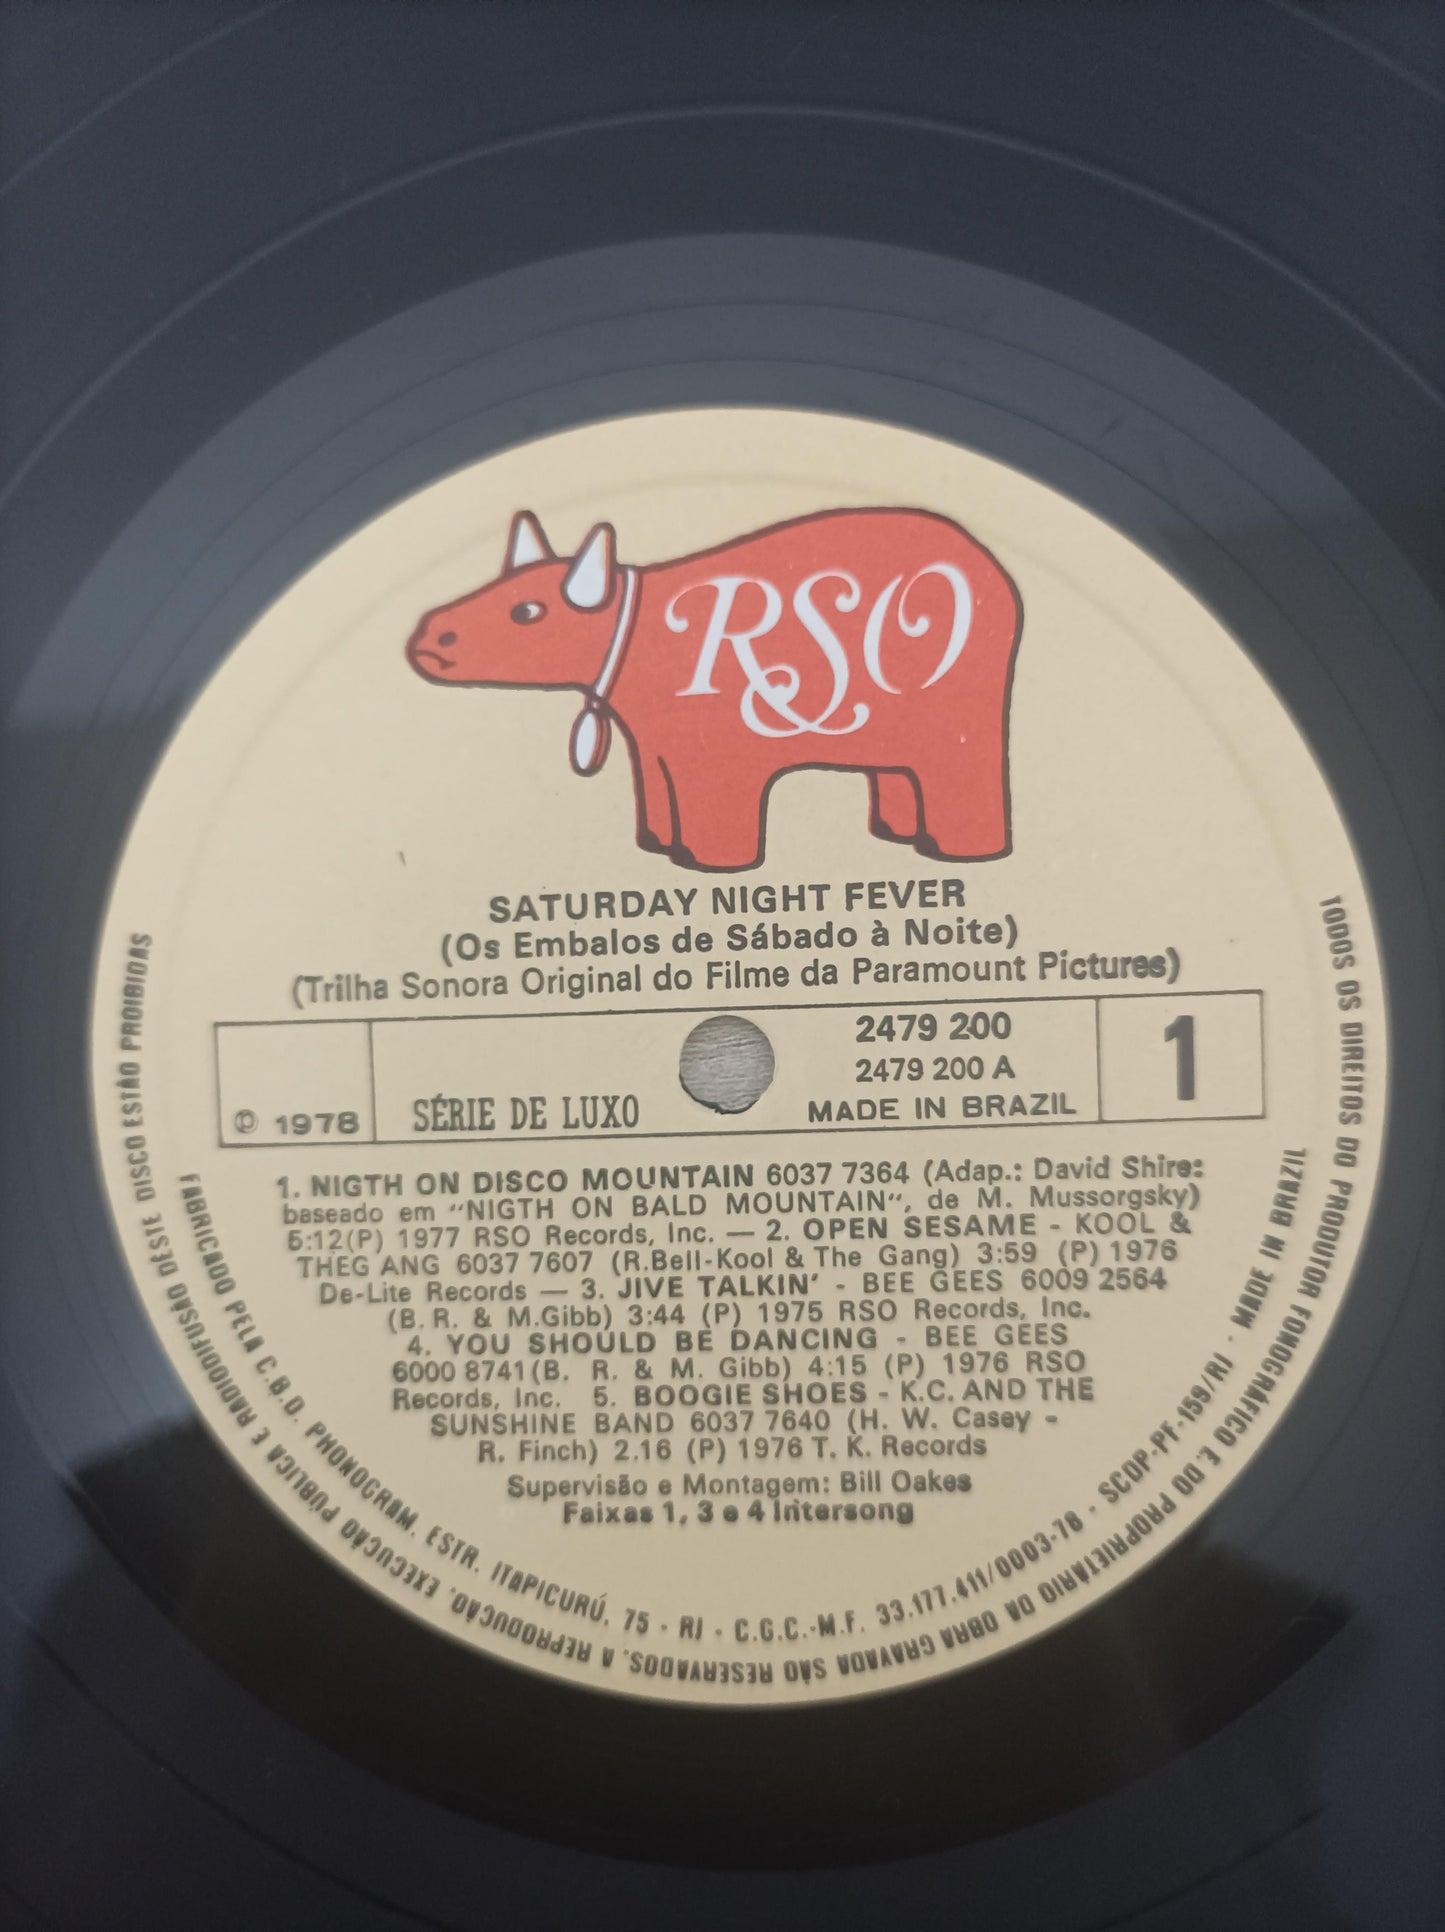 RSO
SATURDAY NIGHT FEVER
(Os Embalos de Sábado à Noite)
(Trilha Sonora Original do Filme da Paramount Pictures)
℗ 1978
SÉRIE DE LUXO
2479 200
2479 200 A
MADE IN BRAZIL
1
1. NIGTH ON DISCO MOUNTAIN 6037 7364 (Adap.: David Shire:
baseado em “NIGTH ON BALD MOUNTAIN“, de M. Mussorgsky)
5:12(P) 1977 RSO Records, Inc. — 2. OPEN SESAME - KOOL &
THEG ANG 6037 7607 (R.Bell-Kool & The Gang) 3:59 (P) 1976
De-Lite Records — 3. JIVE TALKIN' - BEE GEES 6009 2564
(B. R. & M.Gibb) 3:44 (P) 1975 RSO Records, Inc.
4. YOU SHOULD BE DANCING - BEE GEES
6000 8741(B. R. & M. Gibb) 4:15 (P) 1976 RSO
Records, Inc. 5. BOOGIE SHOES - K.C. AND THE
SUNSHINE BAND 6037 7640 (H. W. Casey -
R. Finch) 2.16 (P) 1976 T. K. Records
Supervisão e Montagem: Bill Oakes
Faixas 1, 3 e 4 Intersong
FABRICADO PELA C.B.D. PHONOGRAM. ESTR. ITAPICURÚ, 75 - RJ - C.G.C.-M.F. 33.177.411/0003-78 - SCDP-PF-159/RJ - MADE IN BRAZIL
TODOS OS DIREITOS DO PRODUTOR FONOGRÁFICO E DO PROPRIETÁRIO DA OBRA GRAVADA SÃO RESERVADOS. A REPRODUÇÃO, EXECUÇÃO PÚBLICA E RADIODIFUSÃO DÊSTE DISCO ESTÃO PROIBIDAS